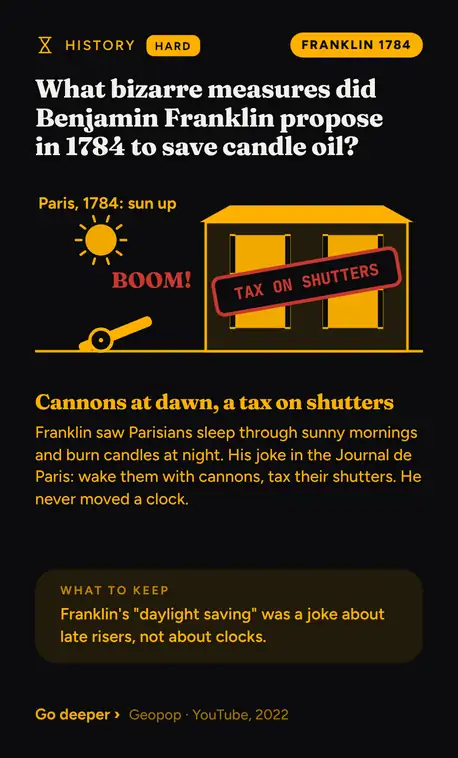 HISTORY HARD FRANKLIN 1784
What bizarre measures did
Benjamin Franklin propose
in 1784 to save candle oil?
Paris, 1784: sun up
BOOM!
TAX ON SHUTTERS
Cannons at dawn, a tax on shutters
Franklin saw Parisians sleep through sunny mornings
and burn candles at night. His joke in the Journal de
Paris: wake them with cannons, tax their shutters. He
never moved a clock.
WHAT TO KEEP
Franklin's "daylight saving" was a joke about
late risers, not about clocks.
Go deeper › Geopop · YouTube, 2022